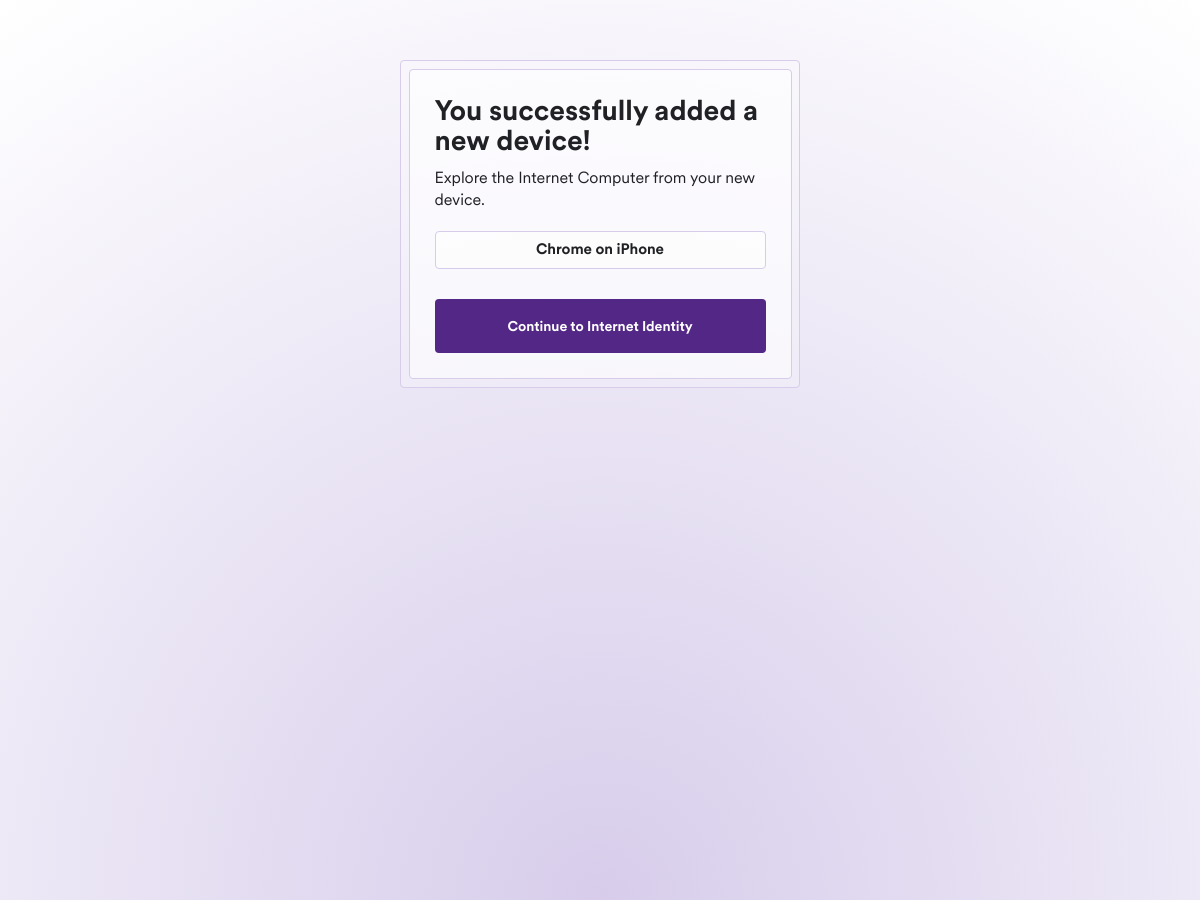 You successfully added a
new device!
Explore the Internet Computer from your new
device.
Chrome on iPhone
Continue to Internet Identity